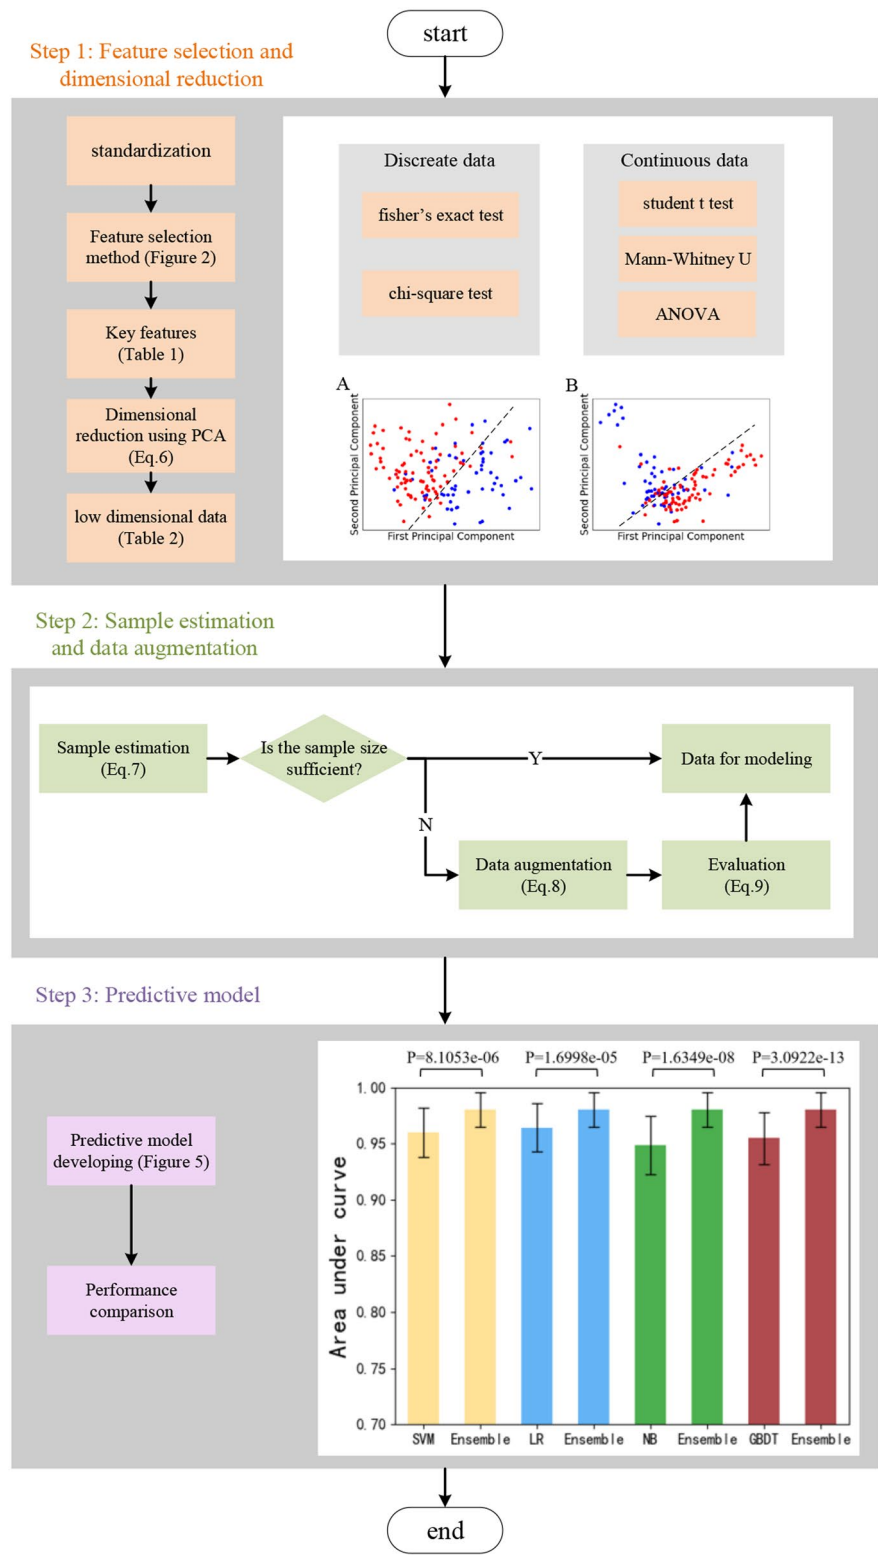 start
Step 1: Feature selection and
dimensional reduction
standardization
Feature selection
method (Figure 2)
Key features
(Table 1)
Dimensional
reduction using PCA
(Eq.6)
low dimensional data
(Table 2)
Discreate data
fisher's exact test
chi-square test
Continuous data
student t test
Mann-Whitney U
ANOVA
A
Second Principal Component
First Principal Component
B
Second Principal Component
First Principal Component
Step 2: Sample estimation
and data augmentation
Sample estimation
(Eq.7)
Is the sample size
sufficient?
Y
Data for modeling
N
Data augmentation
(Eq.8)
Evaluation
(Eq.9)
Step 3: Predictive model
Predictive model
developing (Figure 5)
Performance
comparison
P=8.1053e-06 P=1.6998e-05 P=1.6349e-08 P=3.0922e-13
Area under curve
1.00
0.95
0.90
0.85
0.80
0.75
0.70
SVM Ensemble LR Ensemble NB Ensemble GBDT Ensemble
end